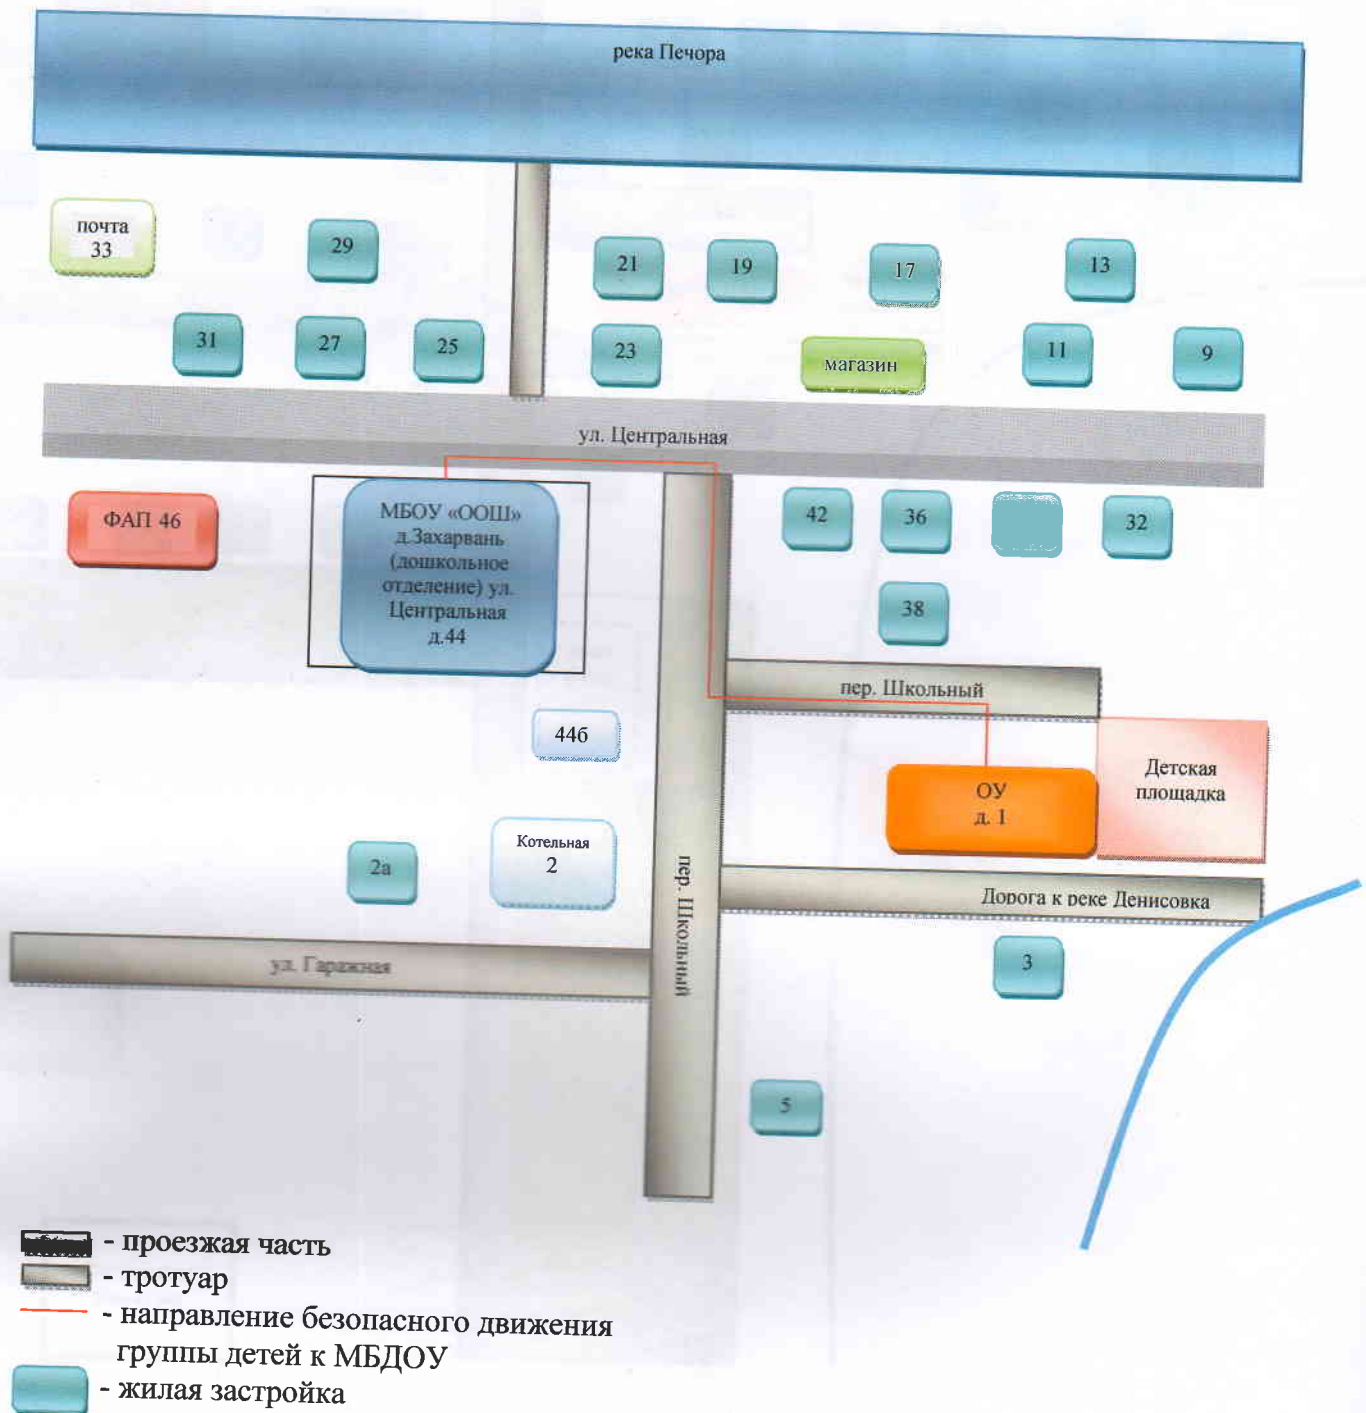 река Печора
почта
33
29
21
19
17
13
31
27
25
23
магазин
11
9
ул. Центральная
ФАП 46
МБОУ «ООШ»
д.Захарвань
(дошкольное
отделение) ул.
Центральная
д.44
42
36
32
38
пер. Школьный
44б
ОУ
д. 1
Детская
площадка
2а
Котельная
2
пер. Школьный
Дорога к реке Денисовка
ул. Гаражная
3
5
- проезжая часть
- тротуар
- направление безопасного движения
группы детей к МБДОУ
- жилая застройка